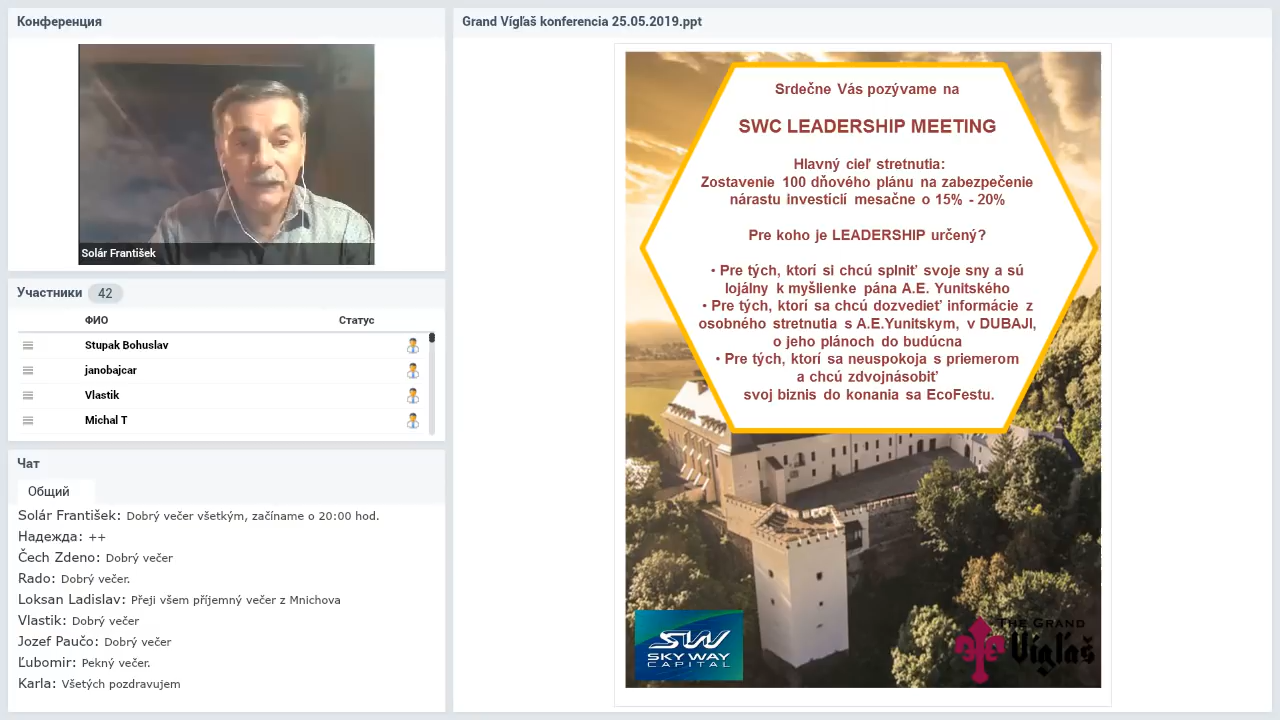 Конференция
Solár František
Участники 42
ФИО Статус
Stupak Bohuslav
janobajcar
Vlastik
Michal T
Чат
Общий
Solár František: Dobrý večer všetkým, začíname o 20:00 hod.
Надежда: ++
Čech Zdeno: Dobrý večer
Rado: Dobrý večer.
Loksan Ladislav: Přeji všem příjemný večer z Mnichova
Vlastik: Dobrý večer
Jozef Paučo: Dobrý večer
Ľubomir: Pekný večer.
Karla: Všetých pozdravujem
Grand Vígľaš konferencia 25.05.2019.ppt
Srdečne Vás pozývame na
SWC LEADERSHIP MEETING
Hlavný cieľ stretnutia:
Zostavenie 100 dňového plánu na zabezpečenie
nárastu investícií mesačne o 15% - 20%
Pre koho je LEADERSHIP určený?
• Pre tých, ktorí si chcú splniť svoje sny a sú
lojálny k myšlienke pána A.E. Yunitského
• Pre tých, ktorí sa chcú dozvedieť informácie z
osobného stretnutia s A.E.Yunitskym, v DUBAJI,
o jeho plánoch do budúcna
• Pre tých, ktorí sa neuspokoja s priemerom
a chcú zdvojnásobiť
svoj biznis do konania sa EcoFestu.
SW
SKY WAY
CAPITAL
THE GRAND
Vígľaš